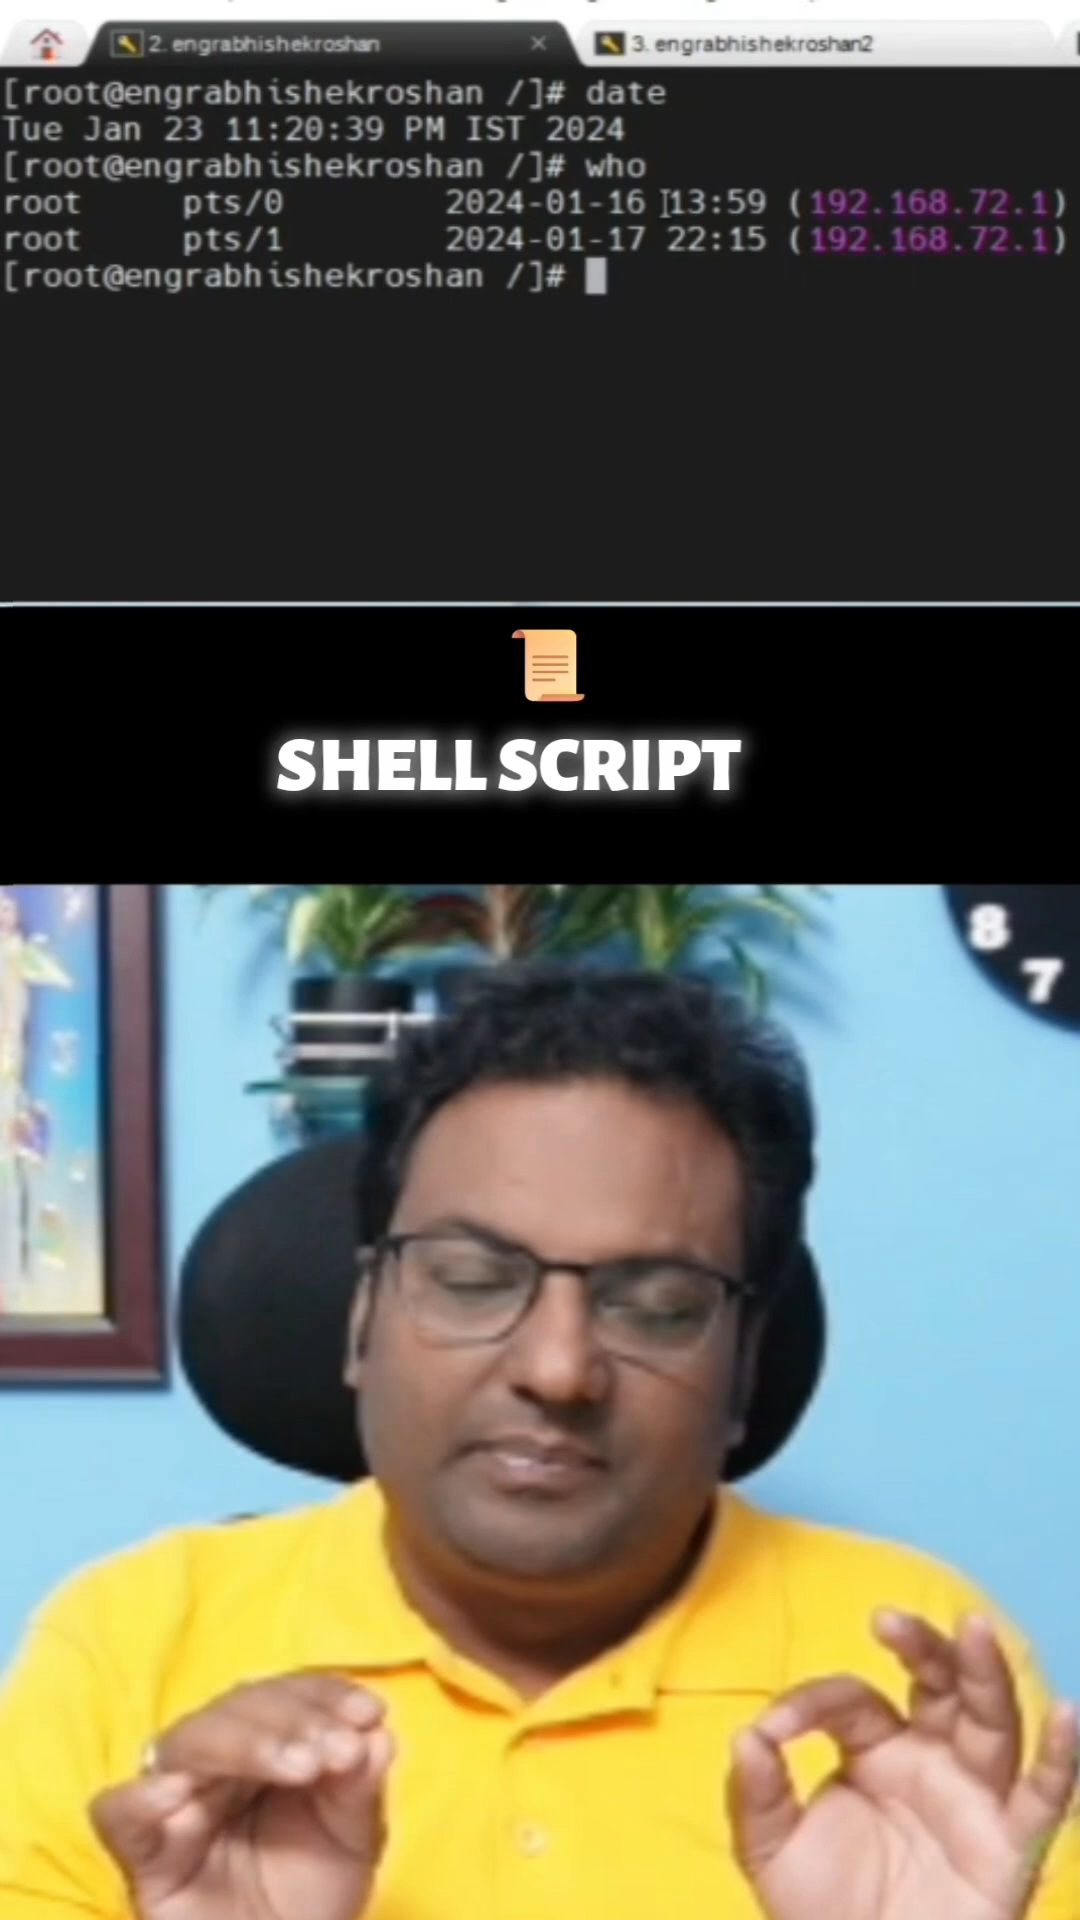 2. engrabhishekroshan
3. engrabhishekroshan2
[root@engrabhishekroshan /]# date
Tue Jan 23 11:20:39 PM IST 2024
[root@engrabhishekroshan /]# who
root pts/0 2024-01-16 13:59 (192.168.72.1)
root pts/1 2024-01-17 22:15 (192.168.72.1)
[root@engrabhishekroshan /]#
SHELL SCRIPT
8
7